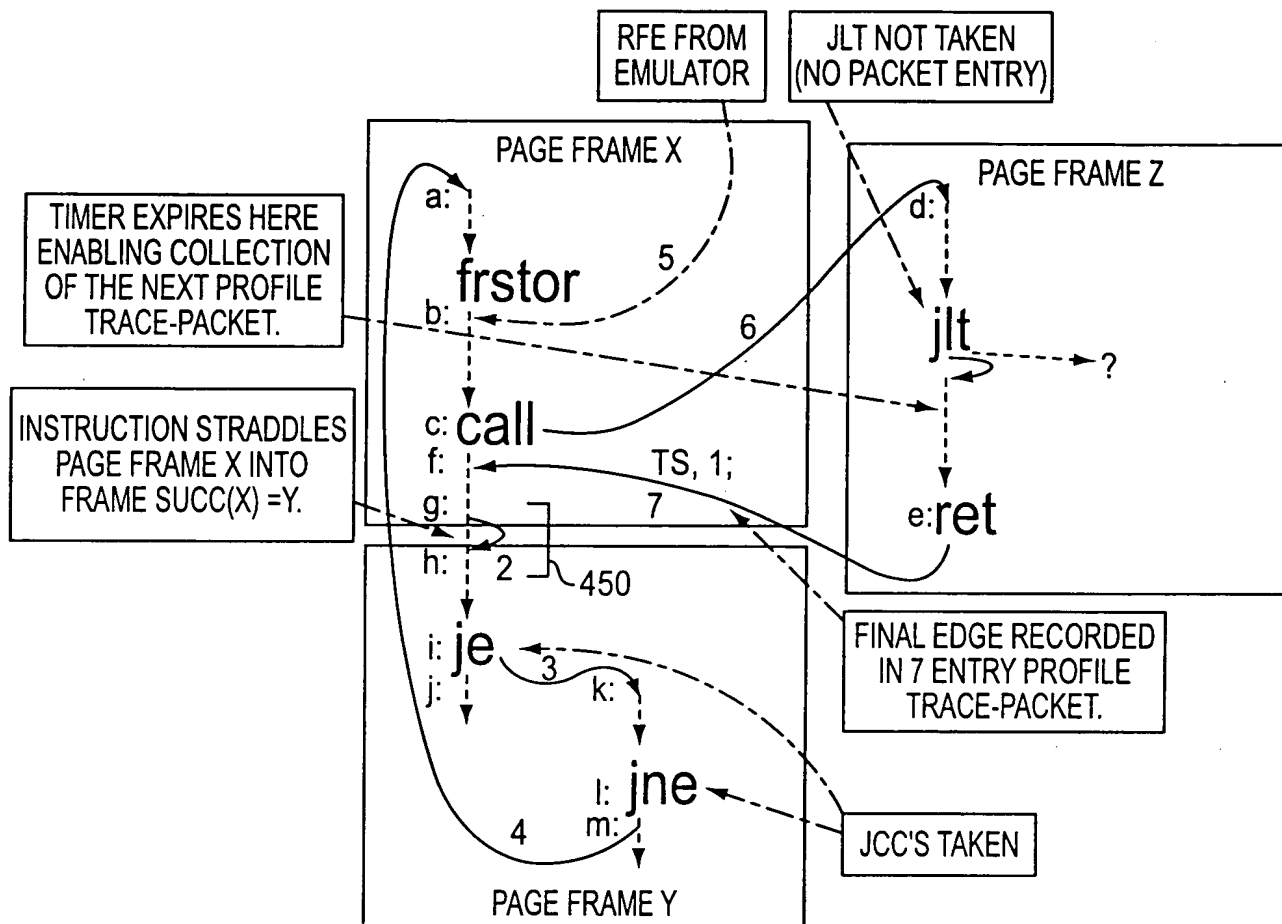 RFE FROM
EMULATOR
JLT NOT TAKEN
(NO PACKET ENTRY)
PAGE FRAME X
PAGE FRAME Z
a:
d:
TIMER EXPIRES HERE
ENABLING COLLECTION
OF THE NEXT PROFILE
TRACE-PACKET.
5
frstor
b:
6
jlt
?
INSTRUCTION STRADDLES
PAGE FRAME X INTO
FRAME SUCC(X) =Y.
c: call
f:
TS, 1;
g:
7
e: ret
h:
2
450
i: je
3
j:
k:
FINAL EDGE RECORDED
IN 7 ENTRY PROFILE
TRACE-PACKET.
l: jne
m:
4
JCC'S TAKEN
PAGE FRAME Y